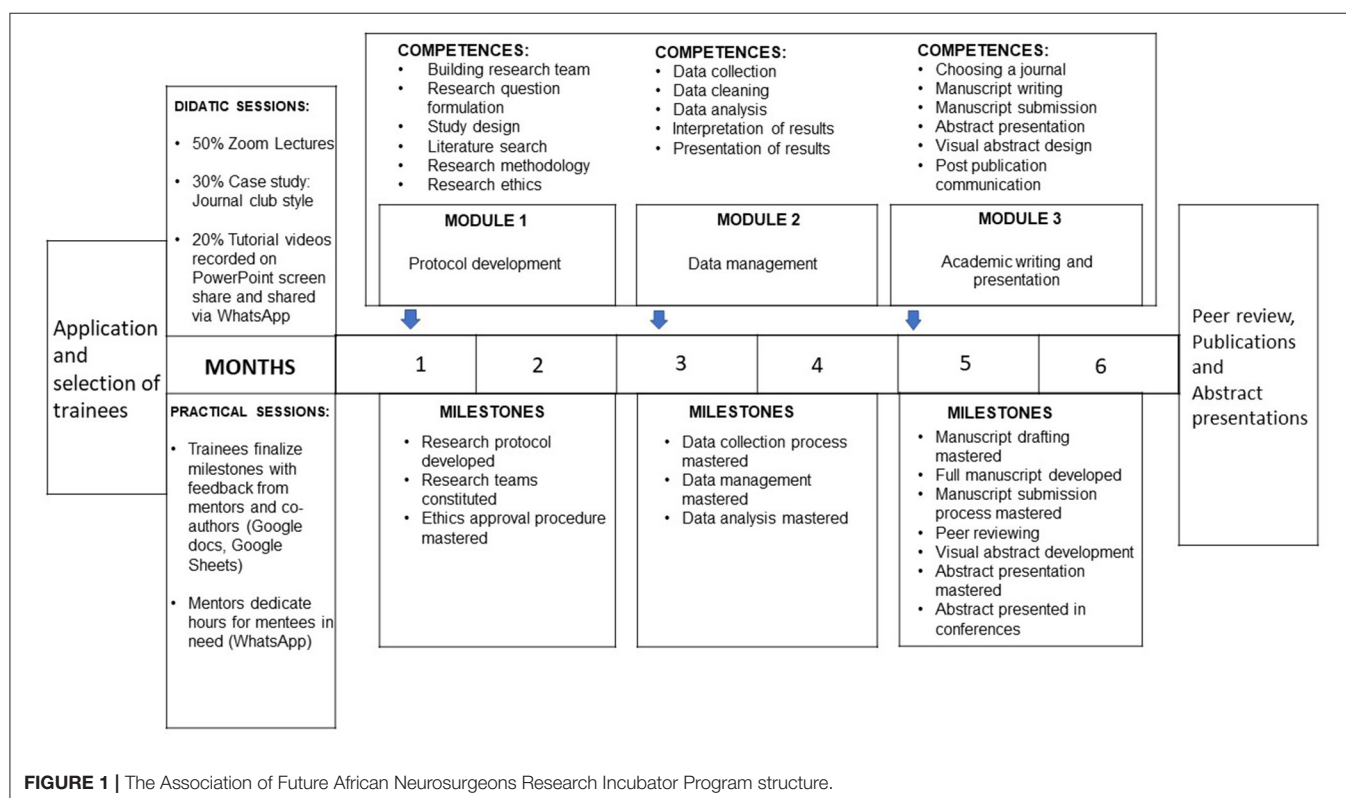 Application
and
selection of
trainees
DIDATIC SESSIONS:
• 50% Zoom Lectures
• 30% Case study:
Journal club style
• 20% Tutorial videos
recorded on
PowerPoint screen
share and shared
via WhatsApp
COMPETENCES:
• Building research team
• Research question
formulation
• Study design
• Literature search
• Research methodology
• Research ethics
COMPETENCES:
• Data collection
• Data cleaning
• Data analysis
• Interpretation of results
• Presentation of results
COMPETENCES:
• Choosing a journal
• Manuscript writing
• Manuscript submission
• Abstract presentation
• Visual abstract design
• Post publication
communication
MODULE 1
Protocol development
MODULE 2
Data management
MODULE 3
Academic writing and
presentation
MONTHS
1
2
3
4
5
6
PRACTICAL SESSIONS:
• Trainees finalize
milestones with
feedback from
mentors and co-
authors (Google
docs, Google
Sheets)
• Mentors dedicate
hours for mentees in
need (WhatsApp)
MILESTONES
• Research protocol
developed
• Research teams
constituted
• Ethics approval procedure
mastered
MILESTONES
• Data collection process
mastered
• Data management
mastered
• Data analysis mastered
MILESTONES
• Manuscript drafting
mastered
• Full manuscript developed
• Manuscript submission
process mastered
• Peer reviewing
• Visual abstract development
• Abstract presentation
mastered
• Abstract presented in
conferences
Peer review,
Publications
and
Abstract
presentations
FIGURE 1 | The Association of Future African Neurosurgeons Research Incubator Program structure.